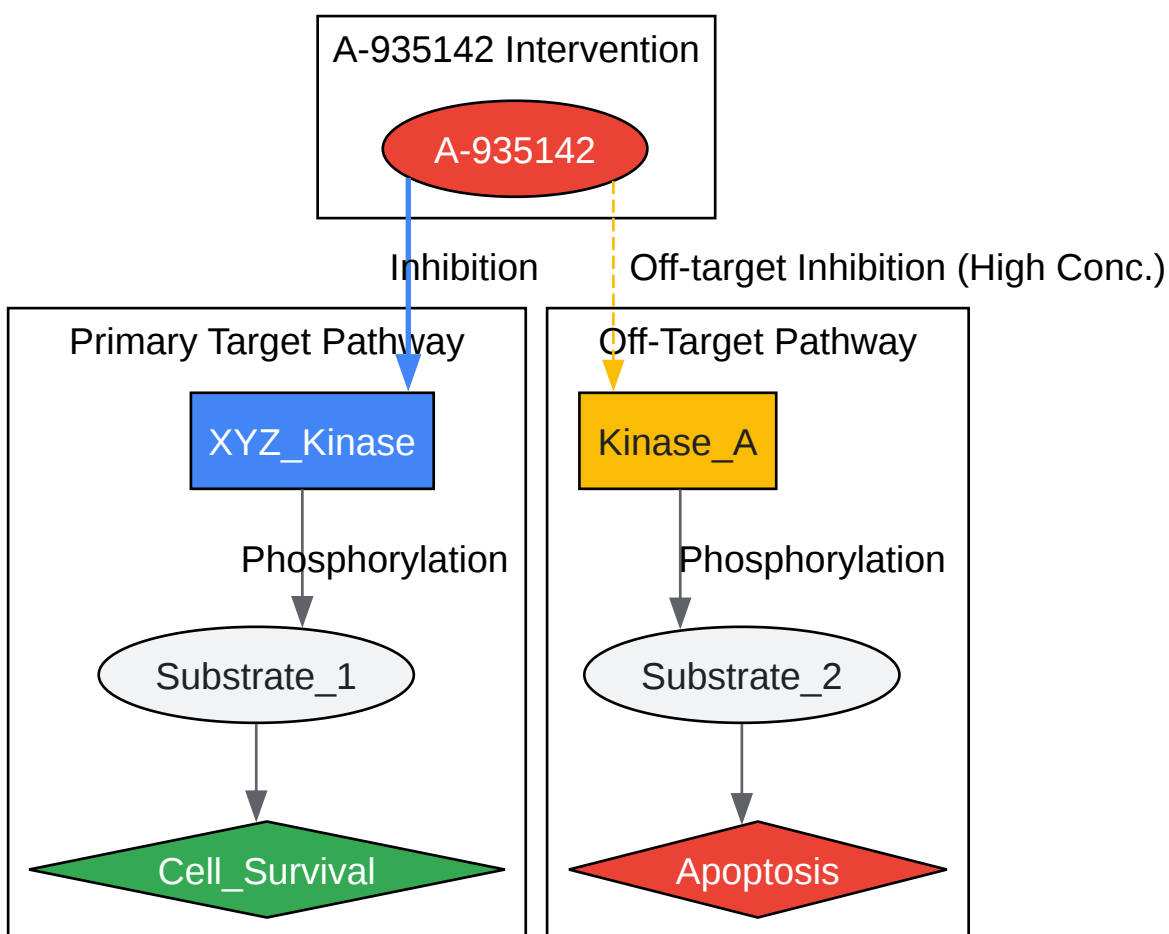 A-935142 Intervention
A-935142
Inhibition
Off-target Inhibition (High Conc.)
Primary Target Pathway
Off-Target Pathway
XYZ_Kinase
Kinase_A
Phosphorylation
Phosphorylation
Substrate_1
Substrate_2
Cell_Survival
Apoptosis